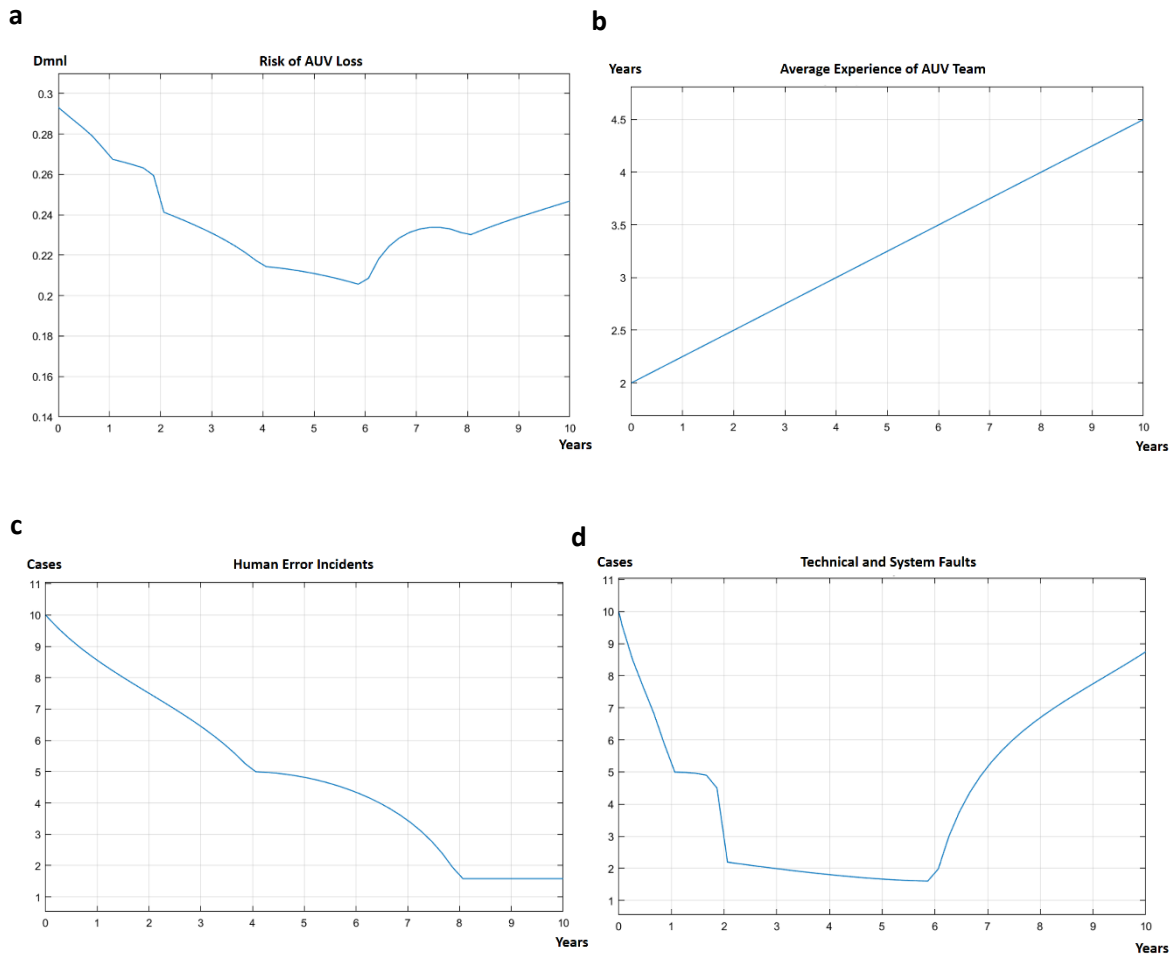 a
Dmnl Risk of AUV Loss
0.3
0.28
0.26
0.24
0.22
0.2
0.18
0.16
0.14
0 1 2 3 4 5 6 7 8 9 10
Years
b
Years Average Experience of AUV Team
4.5
4
3.5
3
2.5
2
0 1 2 3 4 5 6 7 8 9 10
Years
c
Cases Human Error Incidents
11
10
9
8
7
6
5
4
3
2
1
0 1 2 3 4 5 6 7 8 9 10
Years
d
Cases Technical and System Faults
11
10
9
8
7
6
5
4
3
2
1
0 1 2 3 4 5 6 7 8 9 10
Years